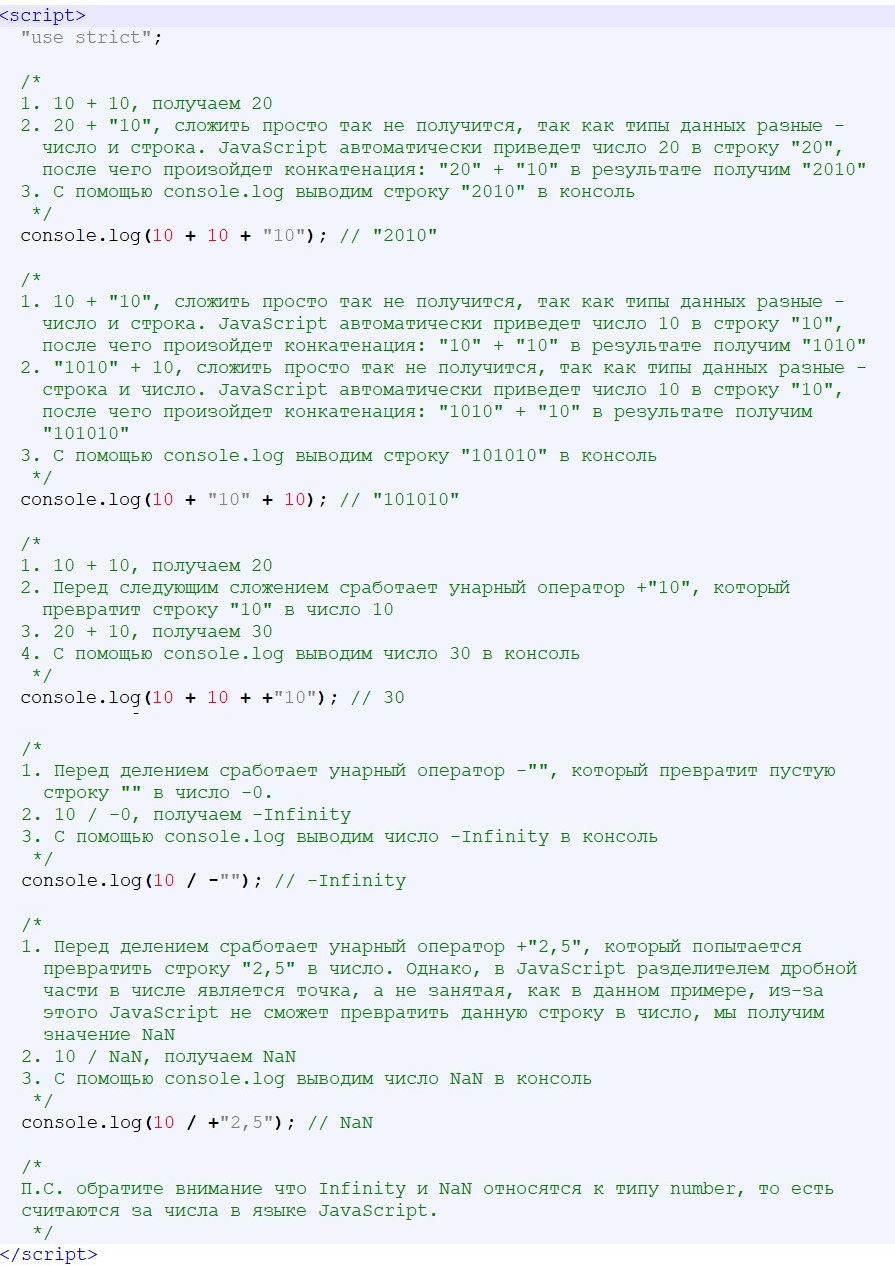 <script>
"use strict";
/*
1. 10 + 10, получаем 20
2. 20 + "10", сложить просто так не получится, так как типы данных разные -
число и строка. JavaScript автоматически приведет число 20 в строку "20",
после чего произойдет конкатенация: "20" + "10" в результате получим "2010"
3. С помощью console.log выводим строку "2010" в консоль
*/
console.log(10 + 10 + "10"); // "2010"
/*
1. 10 + "10", сложить просто так не получится, так как типы данных разные -
число и строка. JavaScript автоматически приведет число 10 в строку "10",
после чего произойдет конкатенация: "10" + "10" в результате получим "1010"
2. "1010" + 10, сложить просто так не получится, так как типы данных разные -
строка и число. JavaScript автоматически приведет число 10 в строку "10",
после чего произойдет конкатенация: "1010" + "10" в результате получим
"101010"
3. С помощью console.log выводим строку "101010" в консоль
*/
console.log(10 + "10" + 10); // "101010"
/*
1. 10 + 10, получаем 20
2. Перед следующим сложением сработает унарный оператор +"10", который
превратит строку "10" в число 10
3. 20 + 10, получаем 30
4. С помощью console.log выводим число 30 в консоль
*/
console.log(10 + 10 + +"10"); // 30
/*
1. Перед делением сработает унарный оператор -"", который превратит пустую
строку "" в число -0.
2. 10 / -0, получаем -Infinity
3. С помощью console.log выводим число -Infinity в консоль
*/
console.log(10 / -""); // -Infinity
/*
1. Перед делением сработает унарный оператор +"2,5", который попытается
превратить строку "2,5" в число. Однако, в JavaScript разделителем дробной
части в числе является точка, а не занятая, как в данном примере, из-за
этого JavaScript не сможет превратить данную строку в число, мы получим
значение NaN
2. 10 / NaN, получаем NaN
3. С помощью console.log выводим число NaN в консоль
*/
console.log(10 / +"2,5"); // NaN
/*
П.С. обратите внимание что Infinity и NaN относятся к типу number, то есть
считаются за числа в языке JavaScript.
*/
</script>